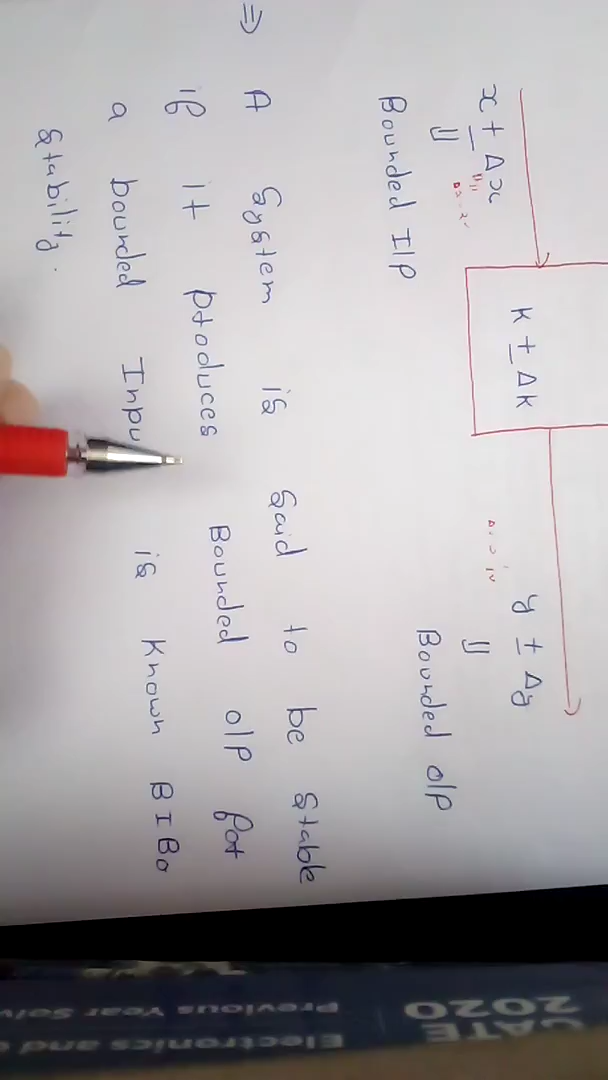 x ± Δx
K ± Δk
y ± Δy
Bounded I/P
Bounded o/p
⇒ A System is Said to be Stable
if it produces Bounded o/p for
a bounded Inpu is Known BIBo
Stability.
GATE
2020
Previous Year Solv
Electronics and